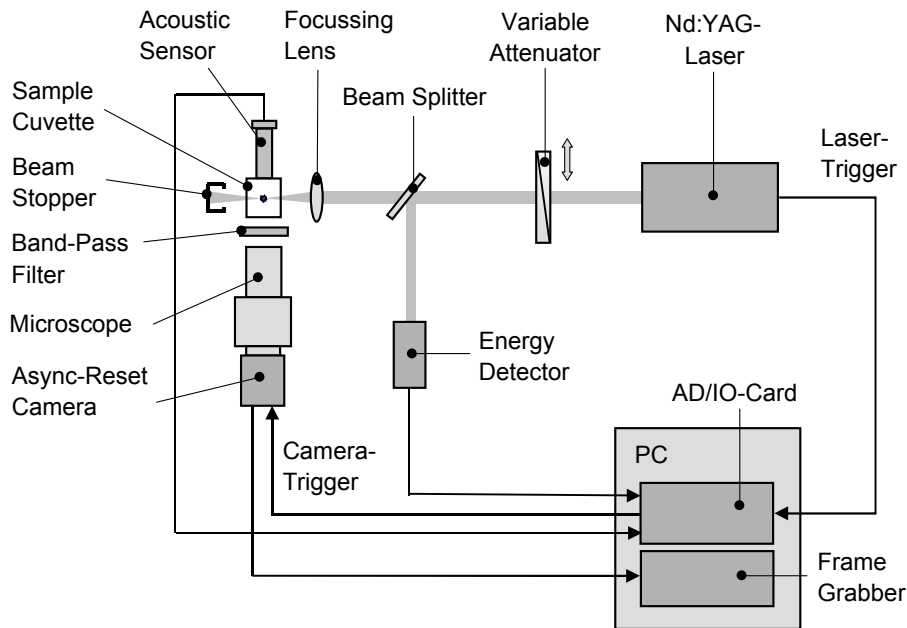 Acoustic
Sensor
Focussing
Lens
Variable
Attenuator
Nd:YAG-
Laser
Sample
Cuvette
Beam Splitter
Laser-
Trigger
Beam
Stopper
Band-Pass
Filter
Microscope
Energy
Detector
Async-Reset
Camera
AD/IO-Card
Camera-
Trigger
PC
Frame
Grabber